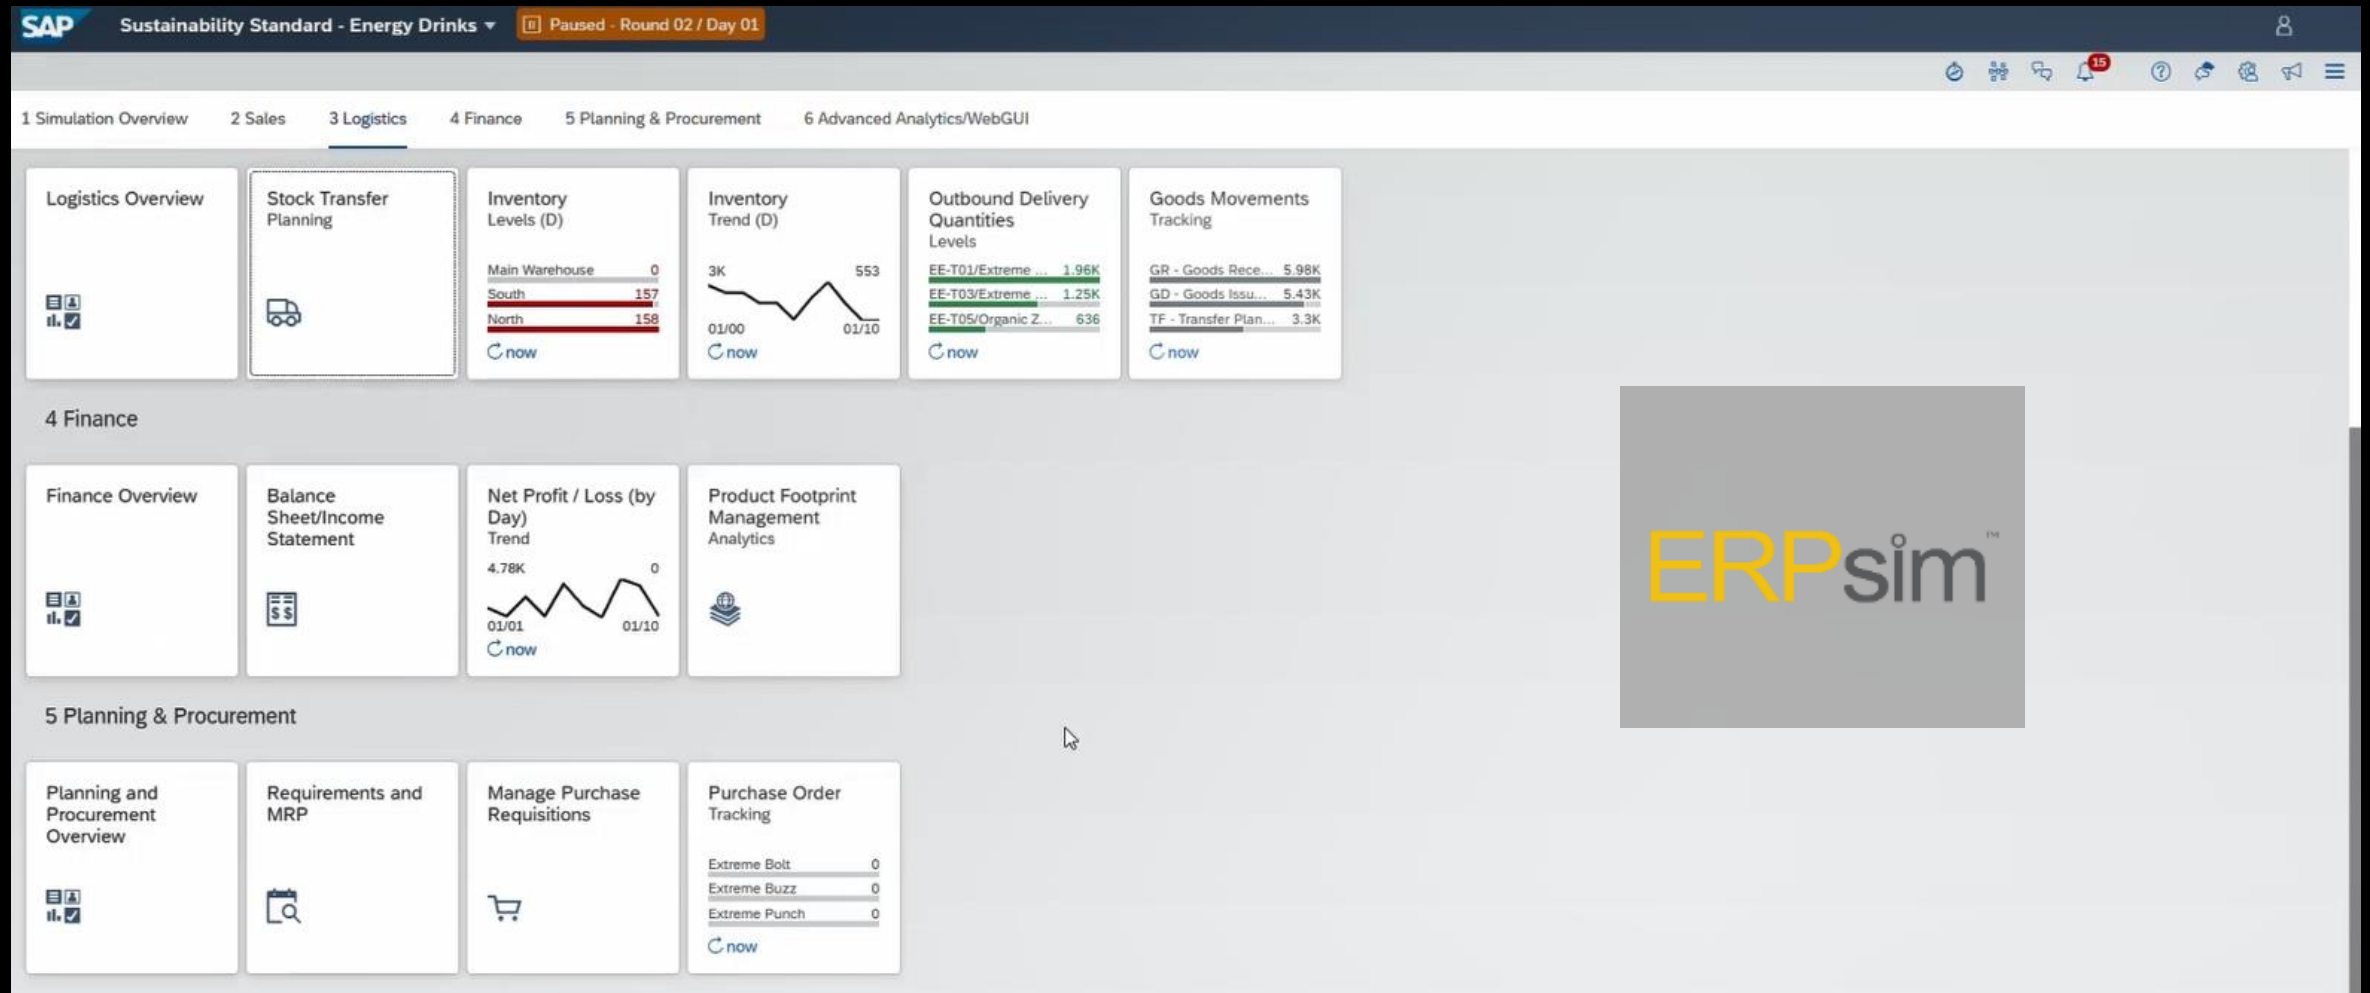 SAP Sustainability Standard - Energy Drinks Paused - Round 02 / Day 01
15
1 Simulation Overview 2 Sales 3 Logistics 4 Finance 5 Planning & Procurement 6 Advanced Analytics/WebGUI
Logistics Overview
Stock Transfer
Planning
Inventory
Levels (D)
Main Warehouse 0
South 157
North 158
now
Inventory
Trend (D)
3K 553
01/00 01/10
now
Outbound Delivery
Quantities
Levels
EE-T01/Extreme ... 1.96K
EE-T03/Extreme ... 1.25K
EE-T05/Organic Z... 636
now
Goods Movements
Tracking
GR - Goods Rece... 5.98K
GD - Goods Issu... 5.43K
TF - Transfer Plan... 3.3K
now
4 Finance
Finance Overview
Balance
Sheet/Income
Statement
$ $
Net Profit / Loss (by
Day)
Trend
4.78K 0
01/01 01/10
now
Product Footprint
Management
Analytics
ERPsim™
5 Planning & Procurement
Planning and
Procurement
Overview
Requirements and
MRP
Manage Purchase
Requisitions
Purchase Order
Tracking
Extreme Bolt 0
Extreme Buzz 0
Extreme Punch 0
now